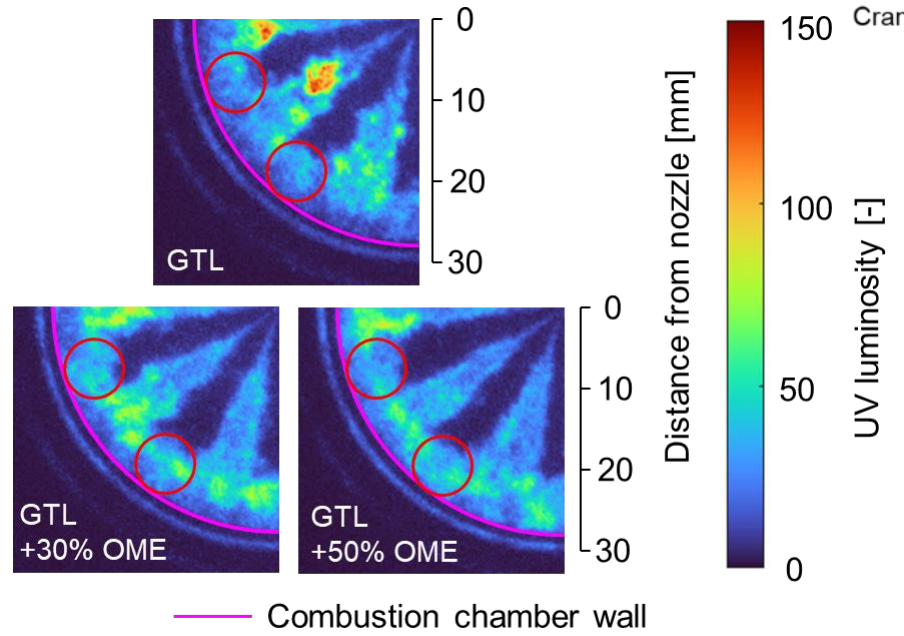 Cran
0
10
20
30
GTL
Distance from nozzle [mm]
150
100
50
0
UV luminosity [-]
0
10
20
30
GTL
+30% OME
GTL
+50% OME
Combustion chamber wall